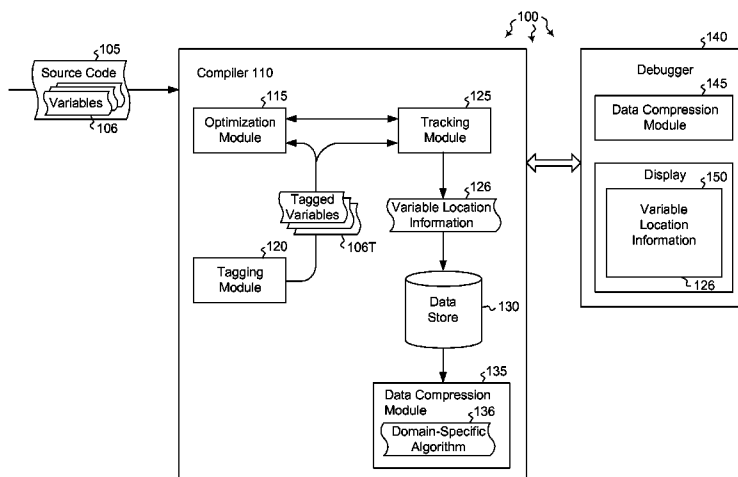 100
105
Source Code
Variables
106
Compiler 110
115
Optimization
Module
125
Tracking
Module
Tagged
Variables
106T
126
Variable Location
Information
120
Tagging
Module
Data
Store
130
135
Data Compression
Module
136
Domain-Specific
Algorithm
140
Debugger
145
Data Compression
Module
Display
150
Variable
Location
Information
126